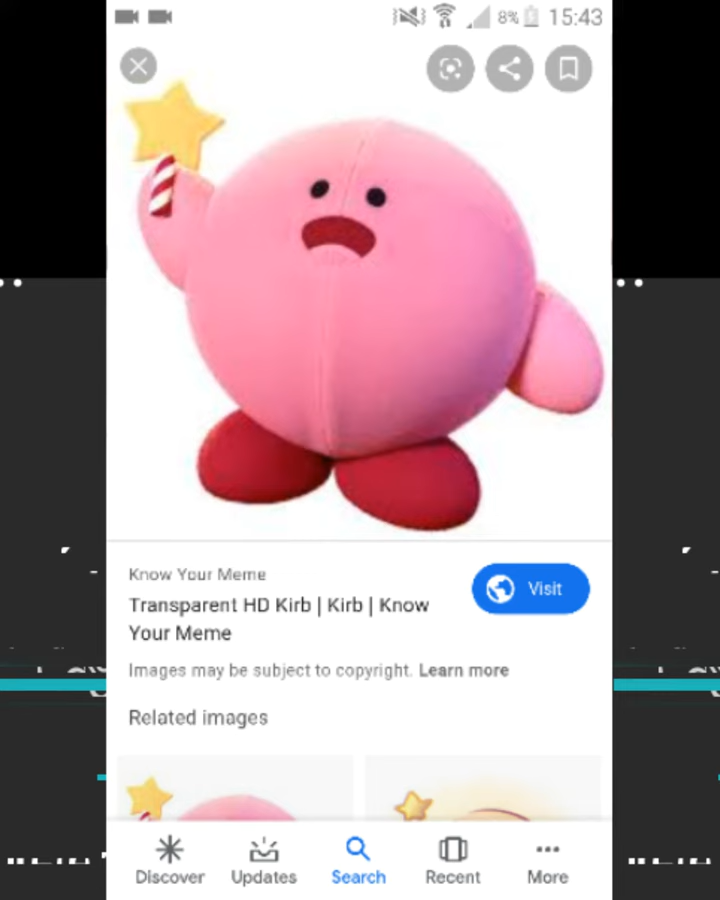 8% 15:43
Know Your Meme
Visit
Transparent HD Kirb | Kirb | Know
Your Meme
Images may be subject to copyright. Learn more
Related images
Discover Updates Search Recent More